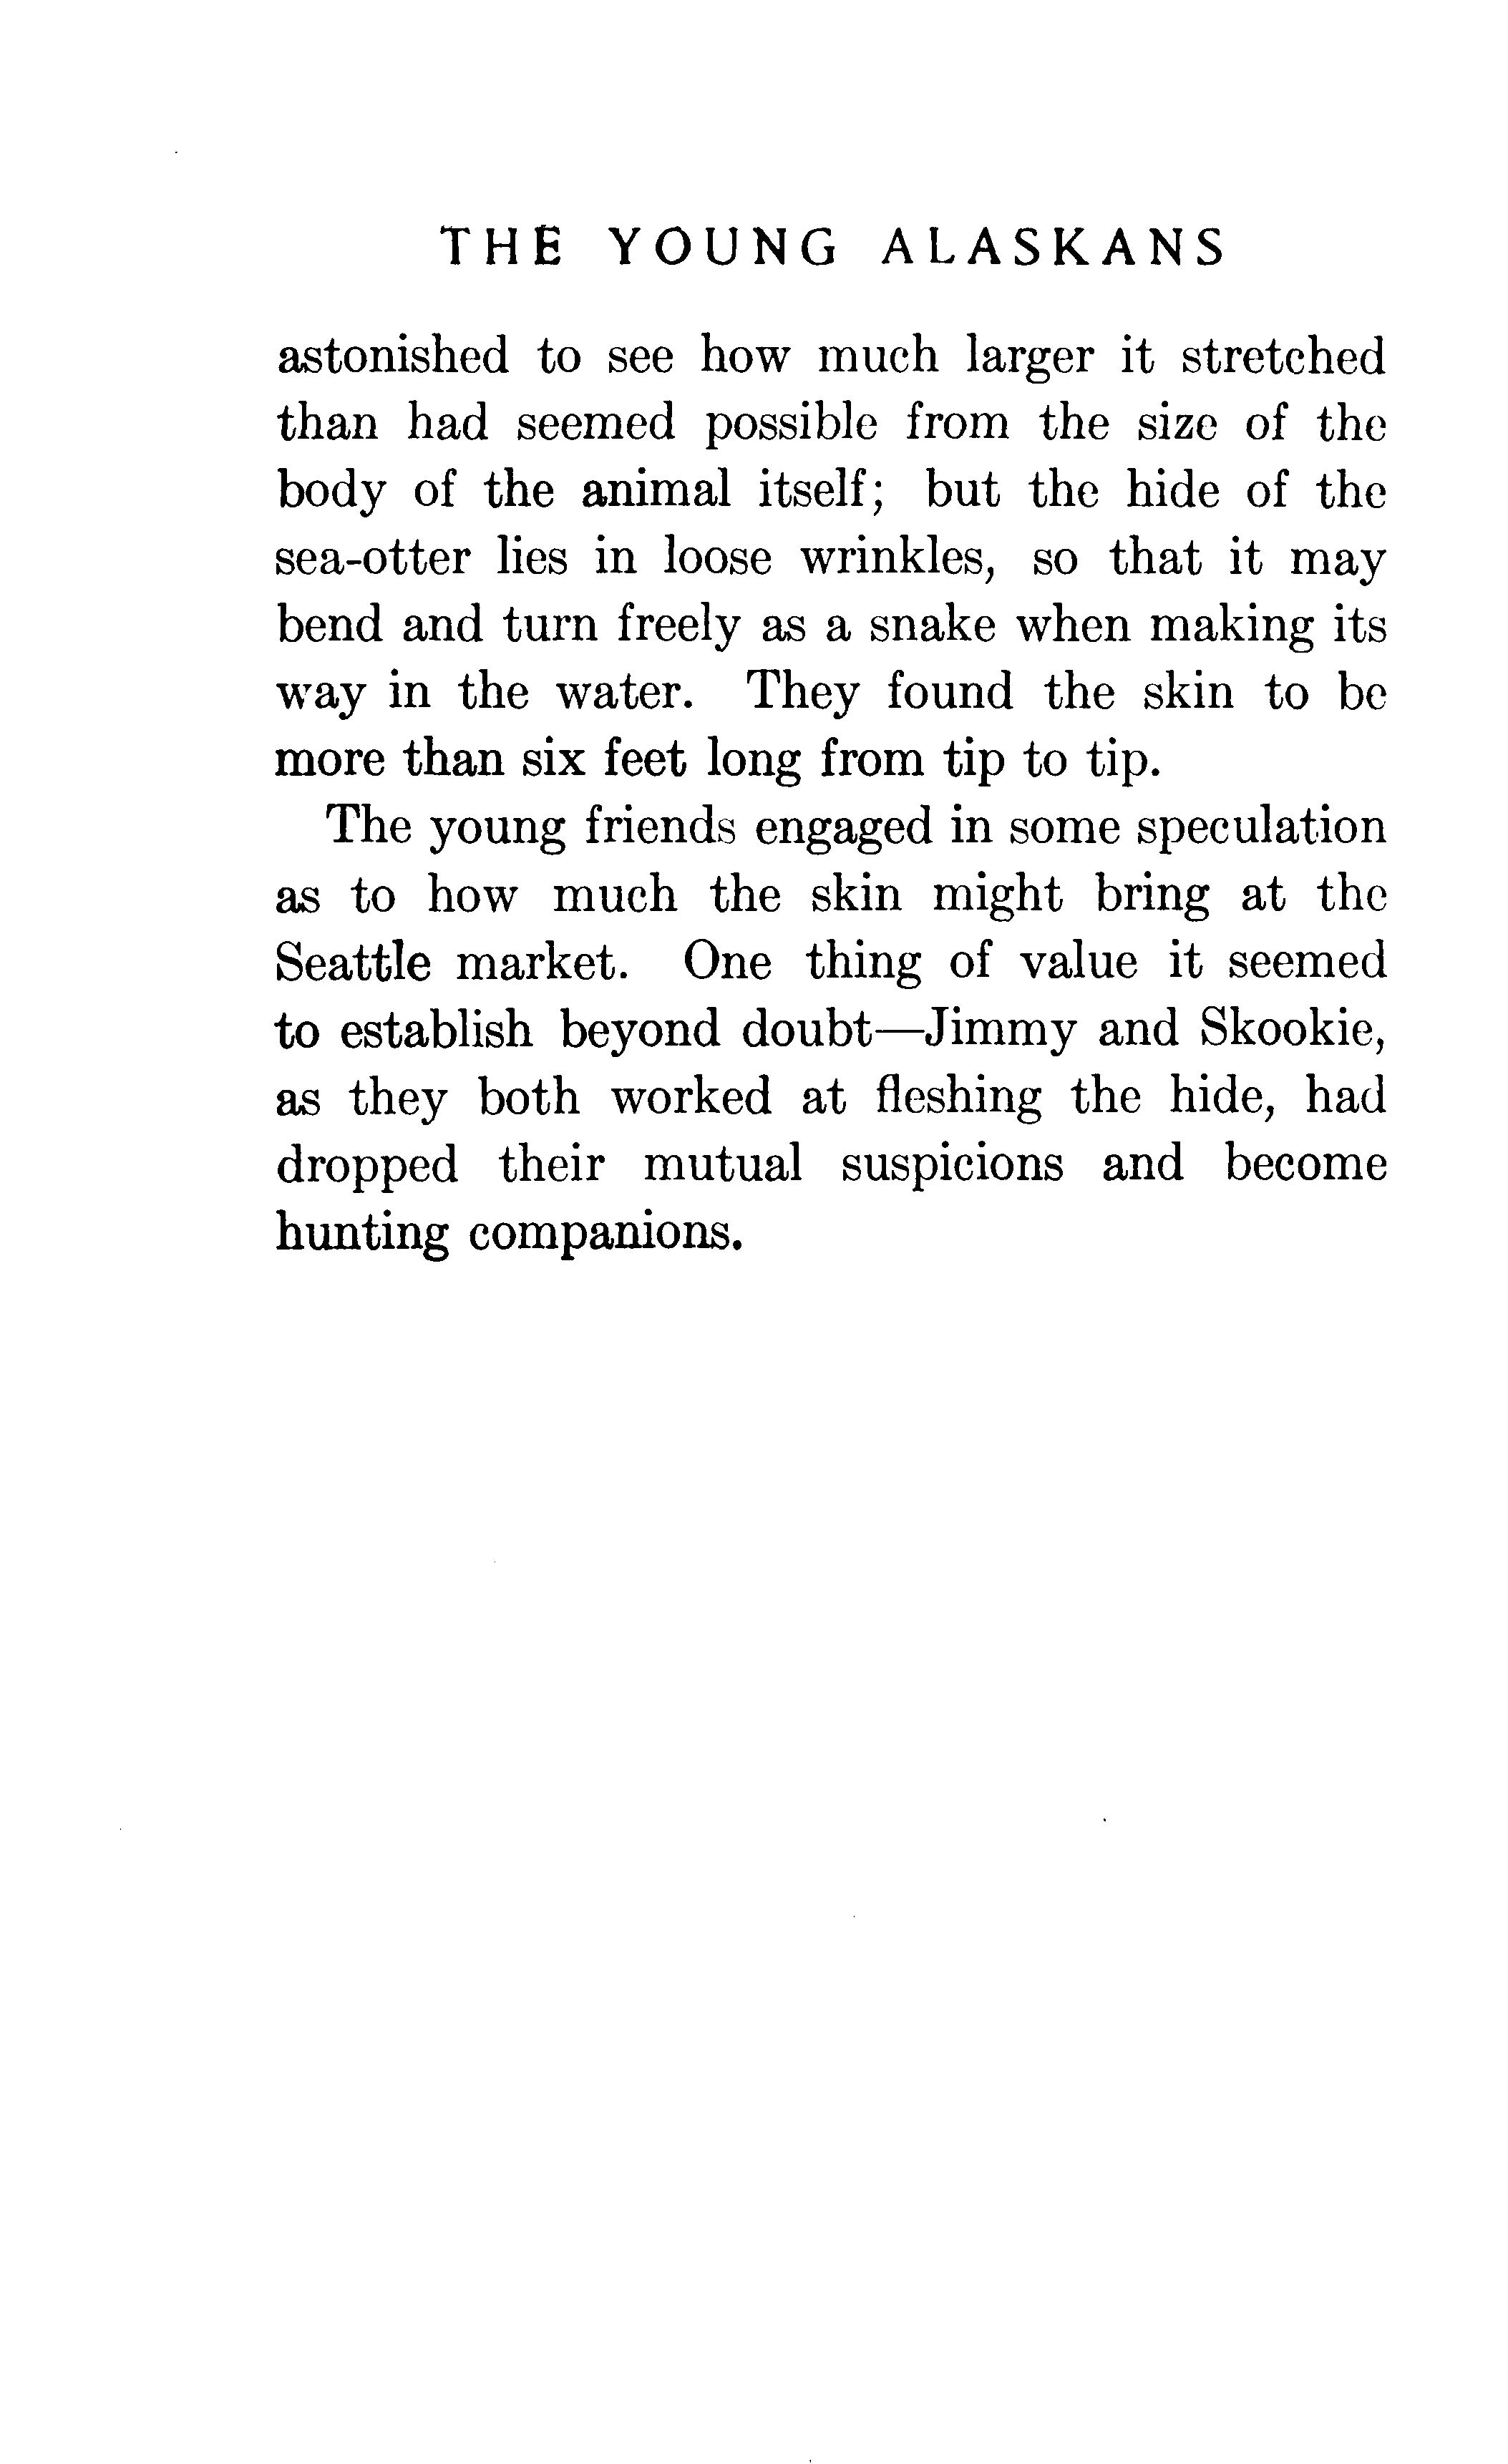 THE YOUNG ALASKANS
astonished to see how much larger it stretched
than had seemed possible from the size of the
body of the animal itself; but the hide of the
sea-otter lies in loose wrinkles, so that it may
bend and turn freely as a snake when making its
way in the water. They found the skin to be
more than six feet long from tip to tip.
The young friends engaged in some speculation
as to how much the skin might bring at the
Seattle market. One thing of value it seemed
to establish beyond doubt—Jimmy and Skookie,
as they both worked at fleshing the hide, had
dropped their mutual suspicions and become
hunting companions.